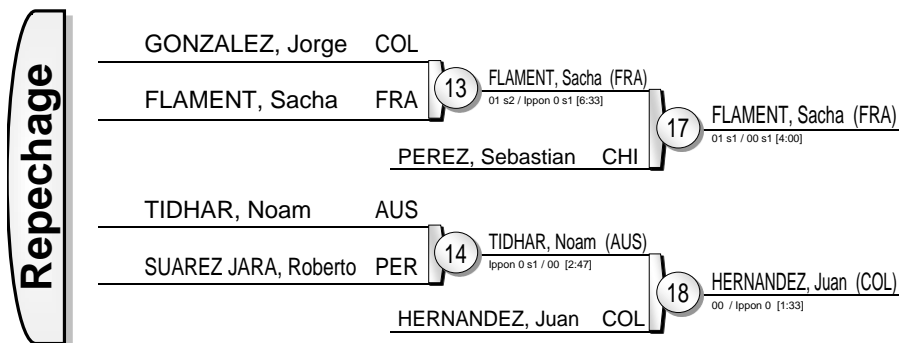 Repechage
GONZALEZ, Jorge COL
FLAMENT, Sacha FRA
13
FLAMENT, Sacha (FRA)
01 s2 / Ippon 0 s1 [6:33]
PEREZ, Sebastian CHI
17
FLAMENT, Sacha (FRA)
01 s1 / 00 s1 [4:00]
TIDHAR, Noam AUS
SUAREZ JARA, Roberto PER
14
TIDHAR, Noam (AUS)
Ippon 0 s1 / 00 [2:47]
HERNANDEZ, Juan COL
18
HERNANDEZ, Juan (COL)
00 / Ippon 0 [1:33]